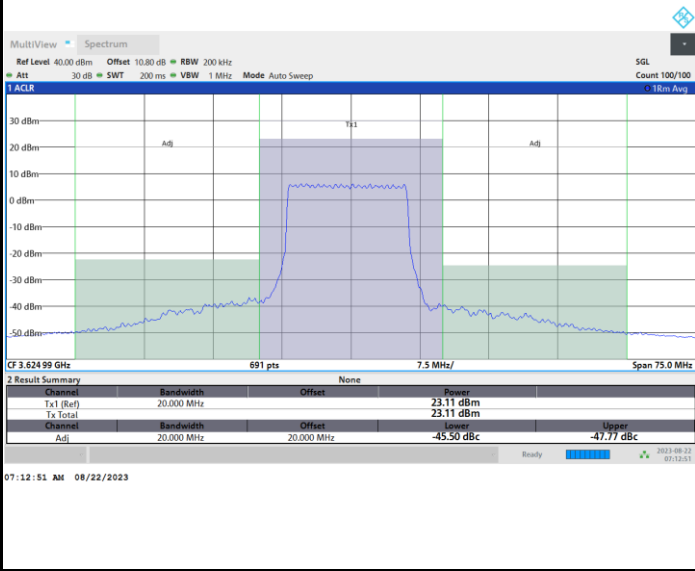 MultiView Spectrum
Ref Level 40.00 dBm Offset 10.80 dB RBW 200 kHz SGL
Att 30 dB SWT 200 ms VBW 1 MHz Mode Auto Sweep Count 100/100
1 ACLR 1Rm Avg
Tx1
Adj Adj
30 dBm
20 dBm
10 dBm
0 dBm
-10 dBm
-20 dBm
-30 dBm
-40 dBm
-50 dBm
CF 3.624 99 GHz 691 pts 7.5 MHz/ Span 75.0 MHz
2 Result Summary None
Channel Bandwidth Offset Power
Tx1 (Ref) 20.000 MHz 23.11 dBm
Tx Total 23.11 dBm
Channel Bandwidth Offset Lower Upper
Adj 20.000 MHz 20.000 MHz -45.50 dBc -47.77 dBc
Ready 2023-08-22
07:12:51
07:12:51 AM 08/22/2023